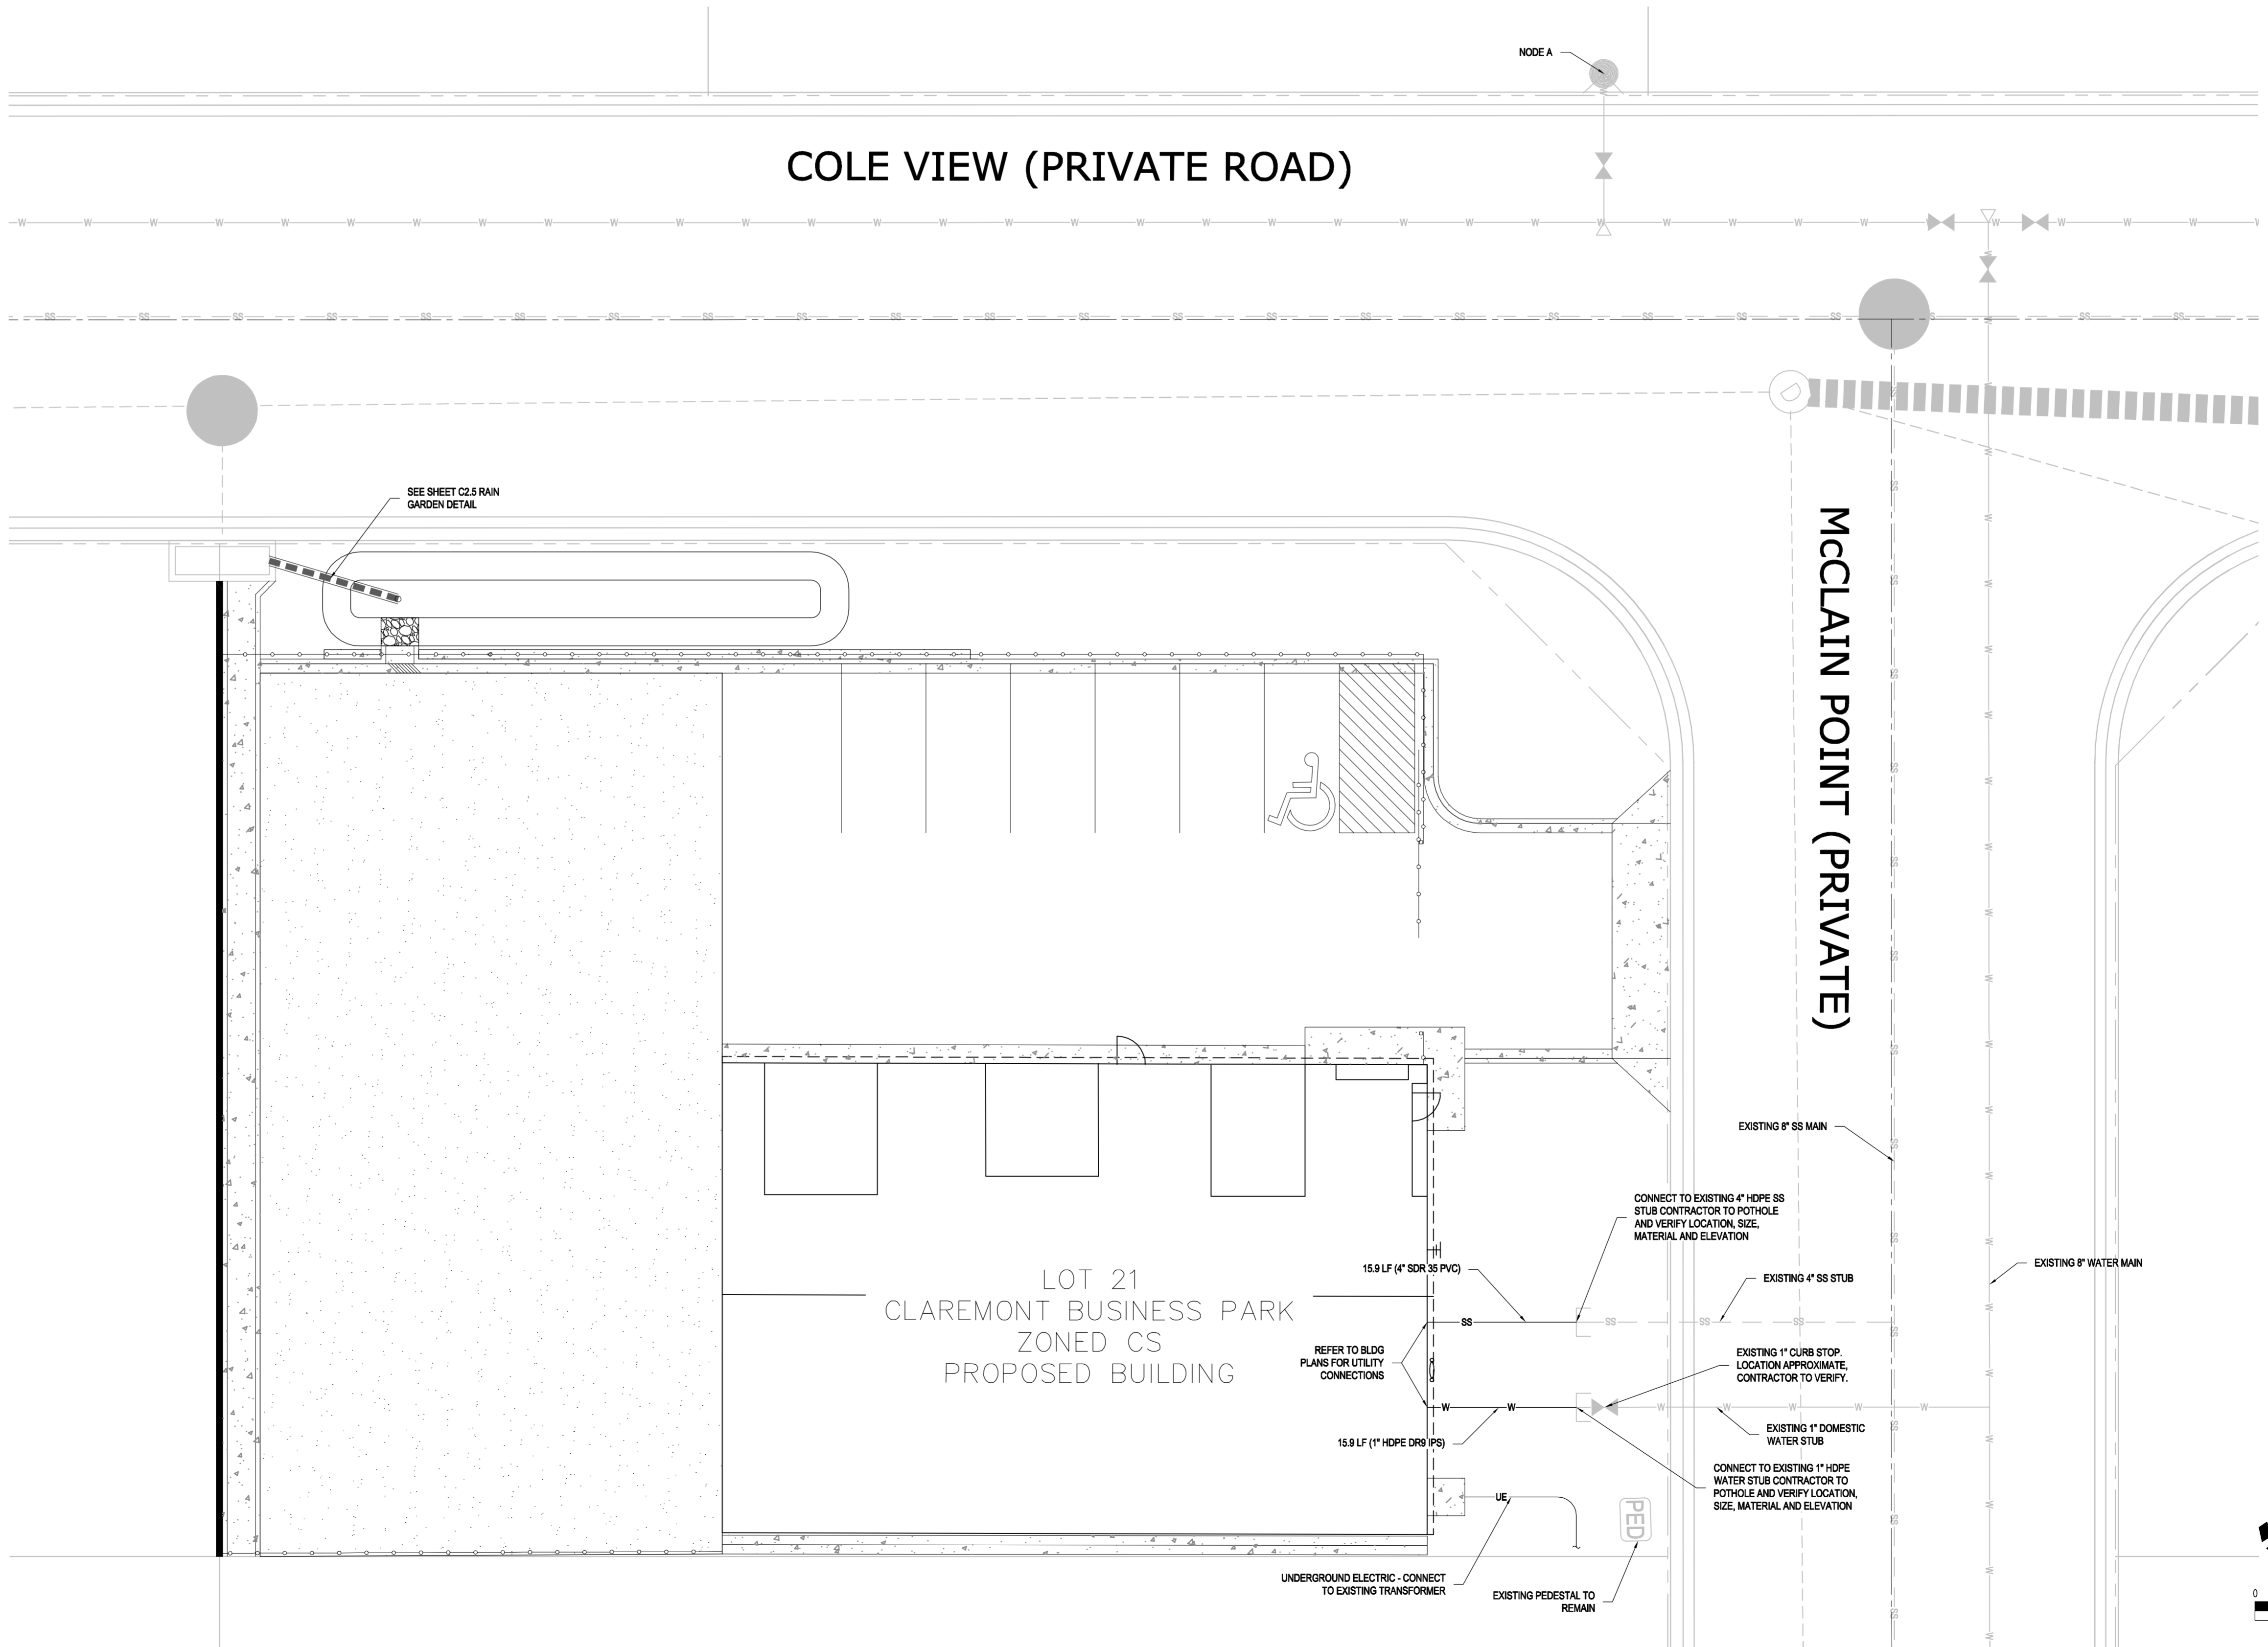 NODE A
COLE VIEW (PRIVATE ROAD)
SEE SHEET C2.5 RAIN
GARDEN DETAIL
McCLAIN POINT (PRIVATE)
EXISTING 8" SS MAIN
CONNECT TO EXISTING 4" HDPE SS
STUB CONTRACTOR TO POTHOLE
AND VERIFY LOCATION, SIZE,
MATERIAL AND ELEVATION
EXISTING 8" WATER MAIN
15.9 LF (4" SDR 35 PVC)
EXISTING 4" SS STUB
LOT 21
CLAREMONT BUSINESS PARK
ZONED CS
PROPOSED BUILDING
SS
REFER TO BLDG
PLANS FOR UTILITY
CONNECTIONS
EXISTING 1" CURB STOP.
LOCATION APPROXIMATE,
CONTRACTOR TO VERIFY.
W W
15.9 LF (1" HDPE DR9 IPS)
EXISTING 1" DOMESTIC
WATER STUB
CONNECT TO EXISTING 1" HDPE
WATER STUB CONTRACTOR TO
POTHOLE AND VERIFY LOCATION,
SIZE, MATERIAL AND ELEVATION
UE
PED
UNDERGROUND ELECTRIC - CONNECT
TO EXISTING TRANSFORMER
EXISTING PEDESTAL TO
REMAIN
0